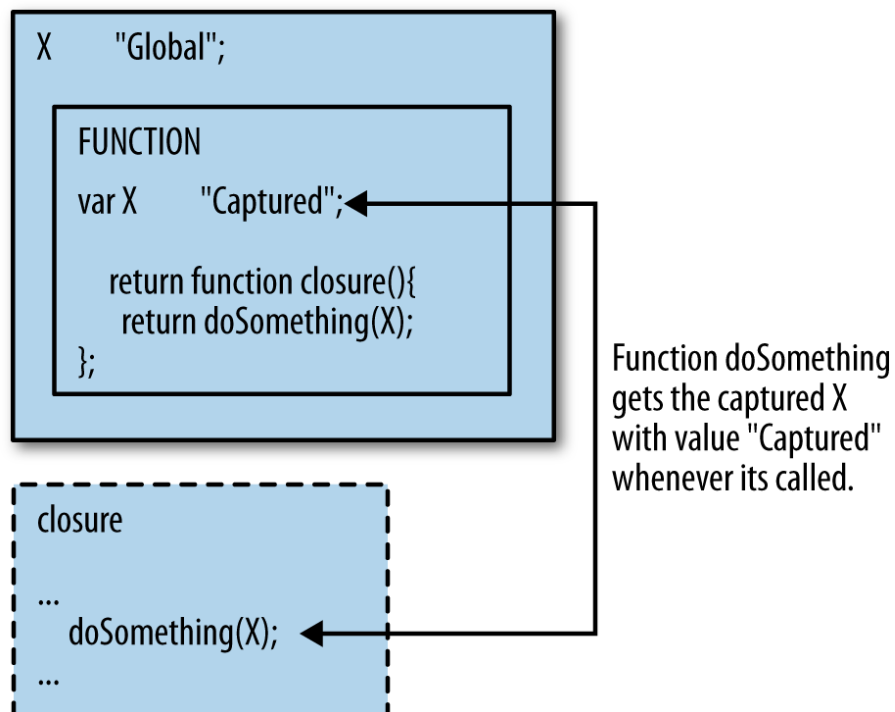 X "Global";
FUNCTION
var X "Captured";
return function closure(){
return doSomething(X);
};
Function doSomething
gets the captured X
with value "Captured"
whenever its called.
closure
...
doSomething(X);
...